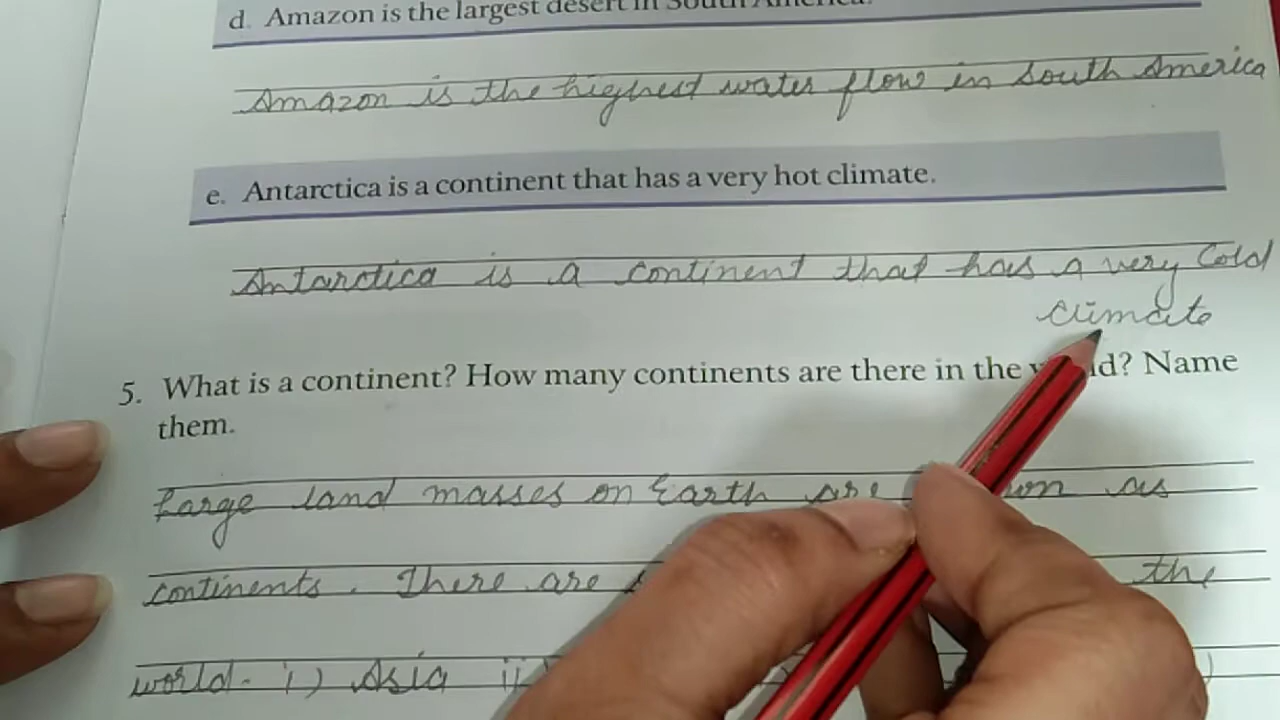 d. Amazon is the largest desert in South America.
Amazon is the highest water flow in South America
e. Antarctica is a continent that has a very hot climate.
Antarctica is a continent that has a very Cold
climate
5. What is a continent? How many continents are there in the Name
them.
Large land masses on Earth are as
continents. There are the
world. i) Asia ii)